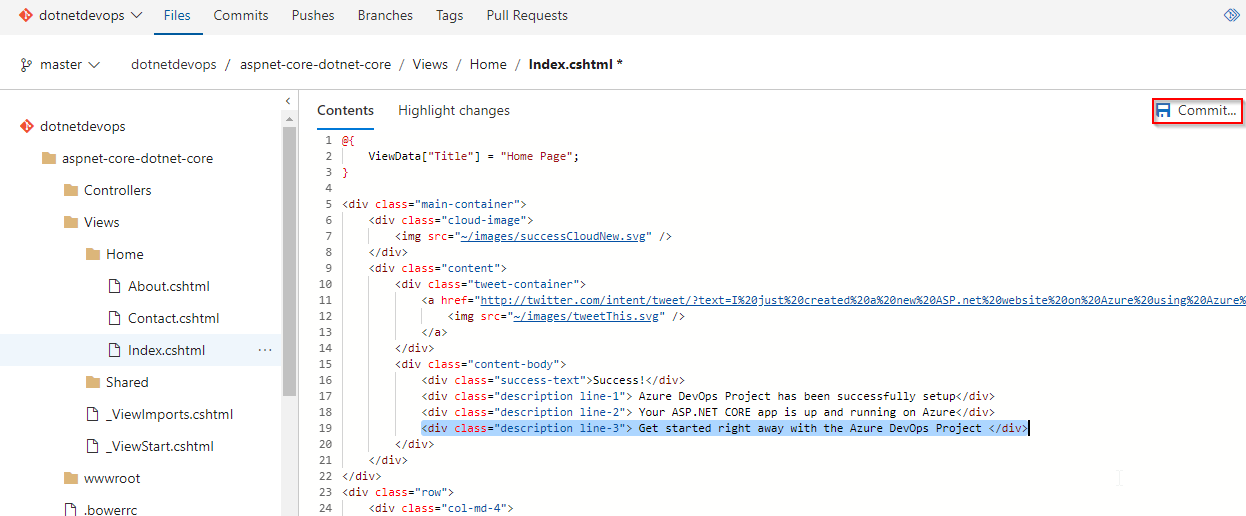 dotnetdevops Files Commits Pushes Branches Tags Pull Requests
master dotnetdevops / aspnet-core-dotnet-core / Views / Home / Index.cshtml *
dotnetdevops
aspnet-core-dotnet-core
Controllers
Views
Home
About.cshtml
Contact.cshtml
Index.cshtml ...
Shared
_ViewImports.cshtml
_ViewStart.cshtml
wwwroot
.bowerrc
Contents Highlight changes Commit...
1 @{
2 ViewData["Title"] = "Home Page";
3 }
4
5 <div class="main-container">
6 <div class="cloud-image">
7 <img src="~/images/successCloudNew.svg" />
8 </div>
9 <div class="content">
10 <div class="tweet-container">
11 <a href="http://twitter.com/intent/tweet/?text=I%20just%20created%20a%20new%20ASP.net%20website%20on%20Azure%20using%20Azure%
12 <img src="~/images/tweetThis.svg" />
13 </a>
14 </div>
15 <div class="content-body">
16 <div class="success-text">Success!</div>
17 <div class="description line-1"> Azure DevOps Project has been successfully setup</div>
18 <div class="description line-2"> Your ASP.NET CORE app is up and running on Azure</div>
19 <div class="description line-3"> Get started right away with the Azure DevOps Project </div>
20 </div>
21 </div>
22 </div>
23 <div class="row">
24 <div class="col-md-4">